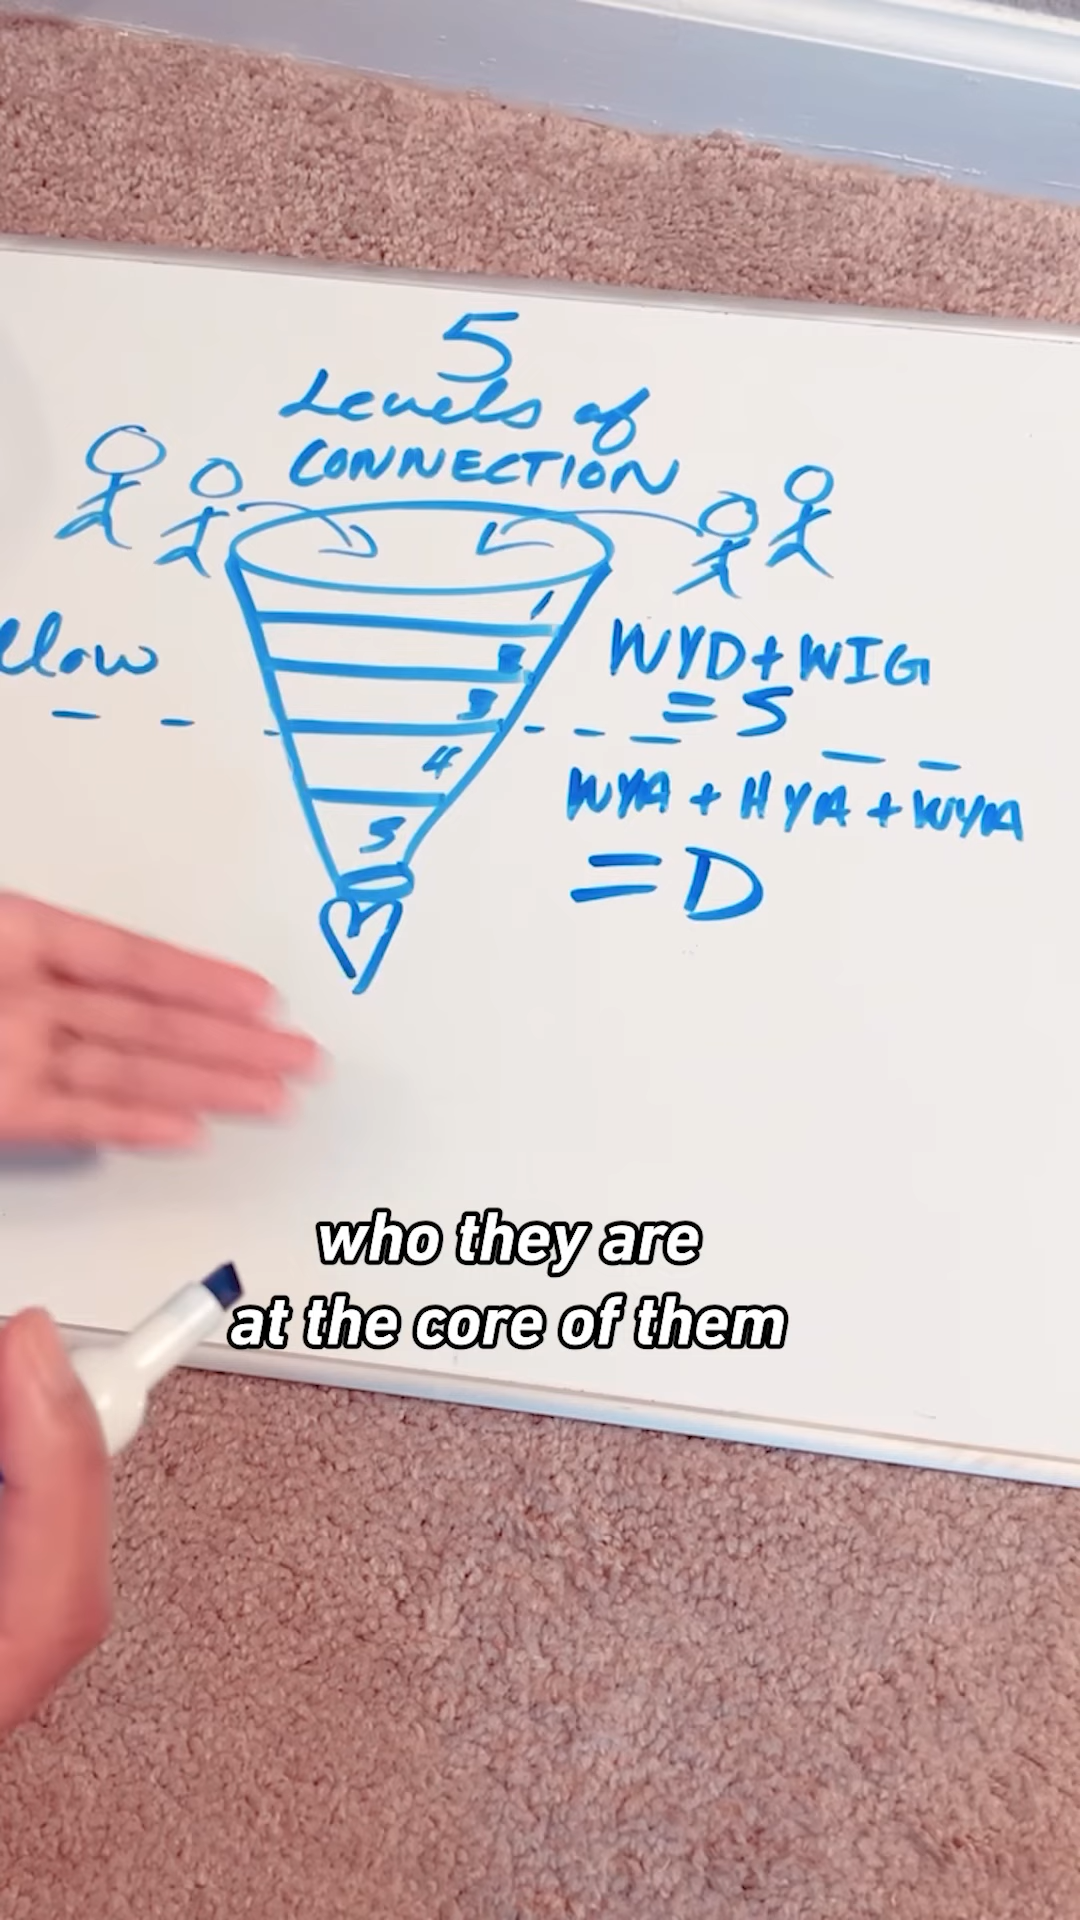 5
Levels of
CONNECTION
1
2
3
4
5
llow
WYD + WIG
= S
WYA + HYA + WYA
= D
who they are
at the core of them